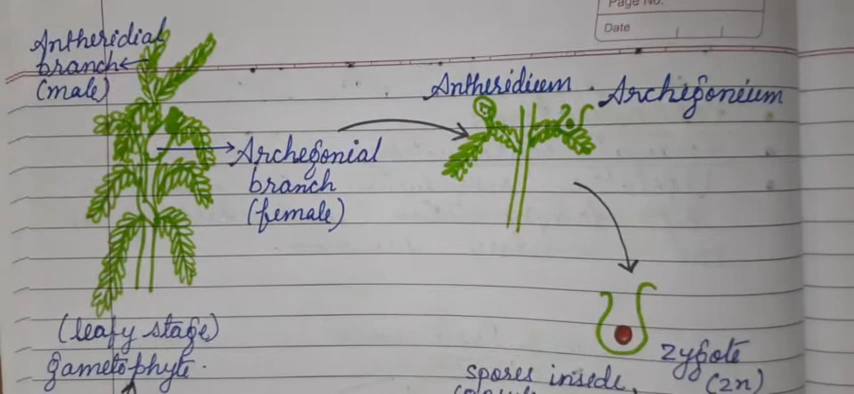 Page No.
Date
Antheridial
branch
(male)
Antheridium
Archegonium
Archegonial
branch
(female)
(leafy stage)
gametophyte.
Zygote
(2n)
spores inside